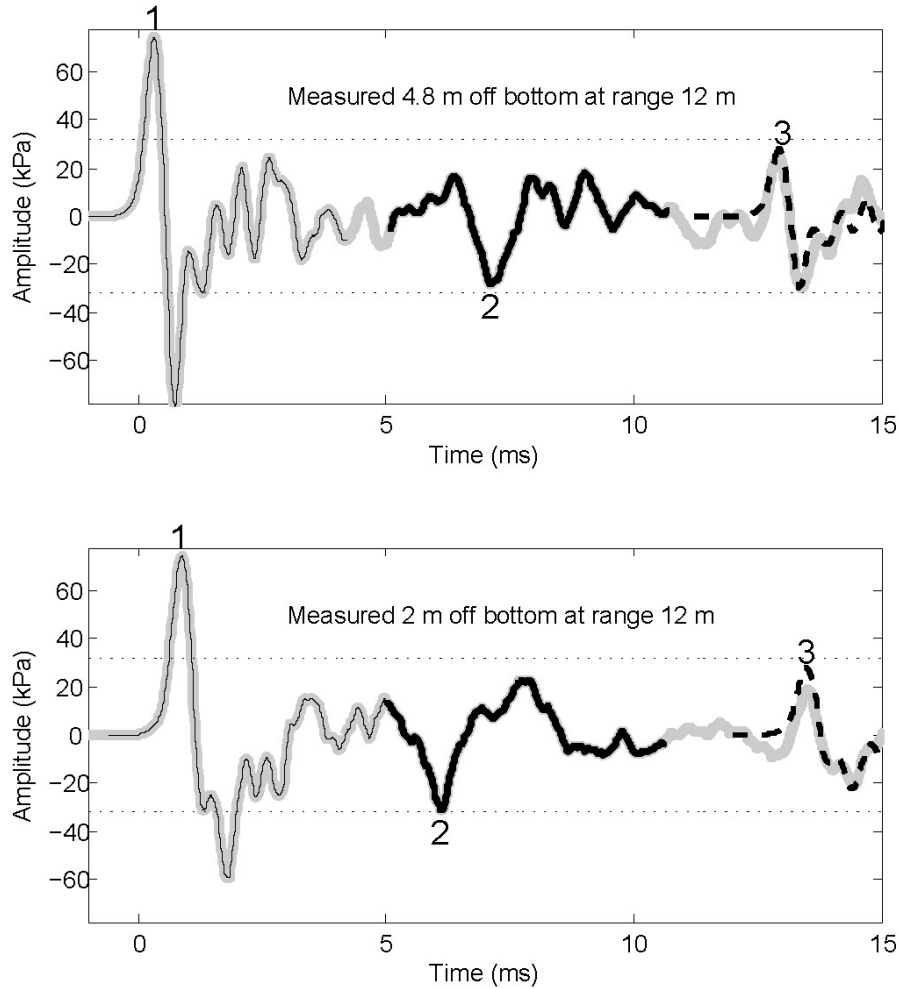 1
60
40
20
0
−20
−40
−60
Amplitude (kPa)
Measured 4.8 m off bottom at range 12 m
3
2
0 5 10 15
Time (ms)
1
60
40
20
0
−20
−40
−60
Amplitude (kPa)
Measured 2 m off bottom at range 12 m
3
2
0 5 10 15
Time (ms)